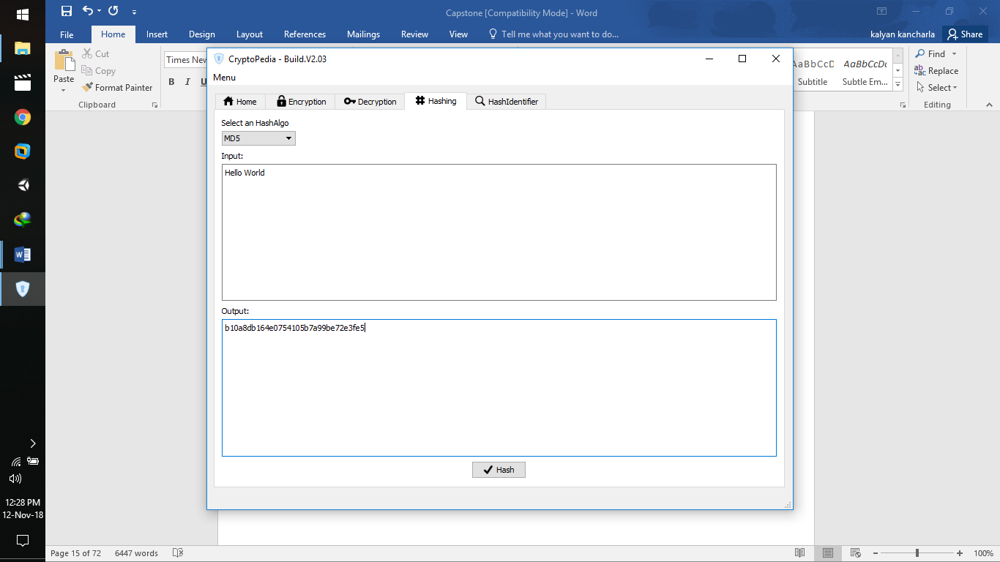 Capstone [Compatibility Mode] - Word
File Home Insert Design Layout References Mailings Review View Tell me what you want to do... kalyan kancharla Share
Paste
Cut
Copy
Format Painter
Clipboard
Times Nev
B I U
AaBbCcD AaBbCcDc
Subtitle Subtle Em...
Find
Replace
Select
Editing
CryptoPedia - Build.V2.03
Menu
Home Encryption Decryption Hashing HashIdentifier
Select an HashAlgo
MD5
Input:
Hello World
Output:
b10a8db164e0754105b7a99be72e3fe5
Hash
12:28 PM
12-Nov-18
Page 15 of 72 6447 words 100%